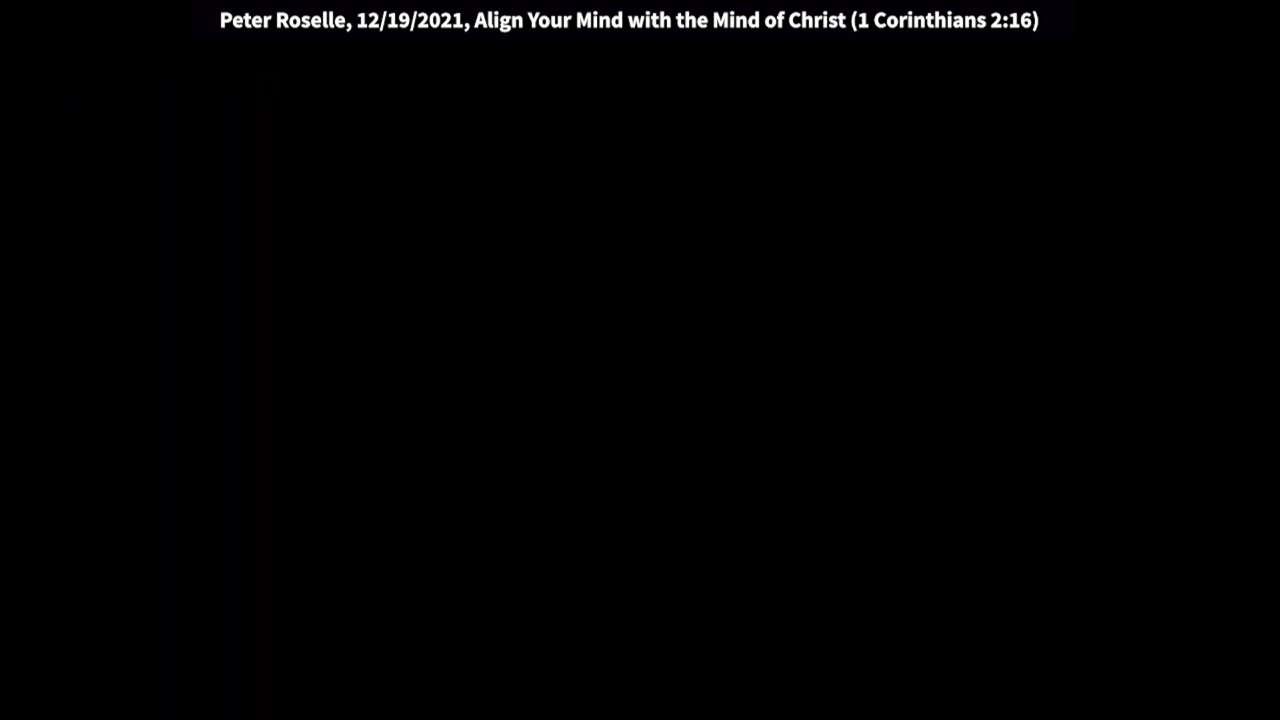 Peter Roselle, 12/19/2021, Align Your Mind with the Mind of Christ (1 Corinthians 2:16)